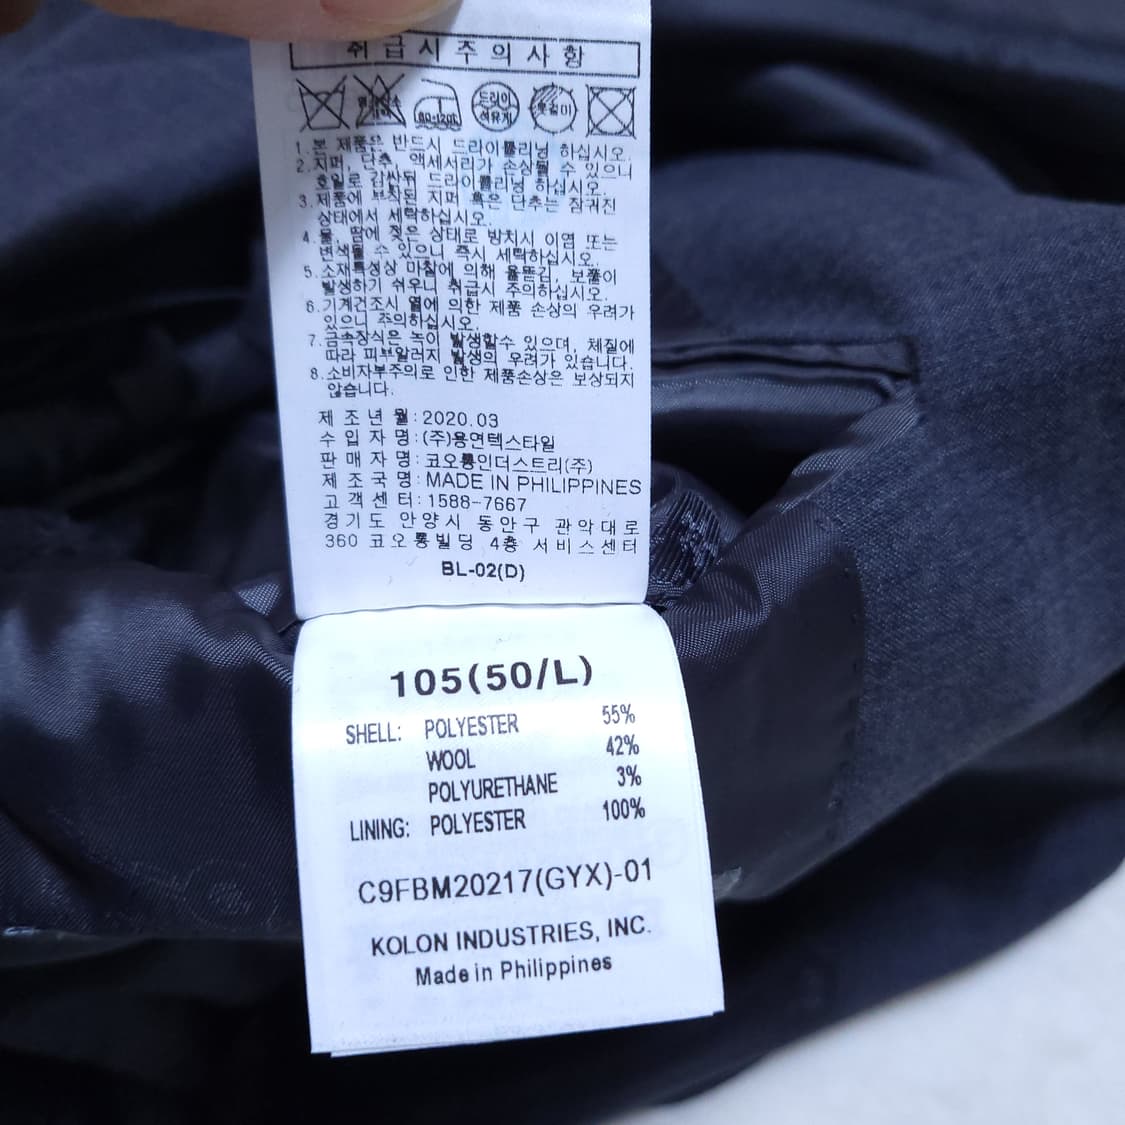 취급시주의사항
80~120℃
드라이
석유계
옷걸이
1. 본 제품은 반드시 드라이클리닝 하십시오.
2. 지퍼, 단추, 액세서리가 손상될 수 있으니
호일로 감싸뒤 드라이클리닝 하십시오.
3. 제품에 부착된 지퍼 혹은 단추는 잠궈진
상태에서 세탁하십시오.
4. 물, 땀에 젖은 상태로 방치시 이염 또는
변색될 수 있으니 즉시 세탁하십시오.
5. 소재특성상 마찰에 의해 올뜯김, 보풀이
발생하기 쉬우니 취급시 주의하십시오.
6. 기계건조시 열에 의한 제품 손상의 우려가
있으니 주의하십시오.
7. 금속장식은 녹이 발생할수 있으며, 체질에
따라 피부알러지 발생의 우려가 있습니다.
8. 소비자부주의로 인한 제품손상은 보상되지
않습니다.
제 조 년 월 : 2020.03
수 입 자 명 : (주)용연텍스타일
판 매 자 명 : 코오롱인더스트리(주)
제 조 국 명 : MADE IN PHILIPPINES
고 객 센 터 : 1588-7667
경기도 안양시 동안구 관악대로
360 코오롱빌딩 4층 서비스센터
BL-02(D)
105(50/L)
SHELL: POLYESTER 55%
WOOL 42%
POLYURETHANE 3%
LINING: POLYESTER 100%
C9FBM20217(GYX)-01
KOLON INDUSTRIES, INC.
Made in Philippines